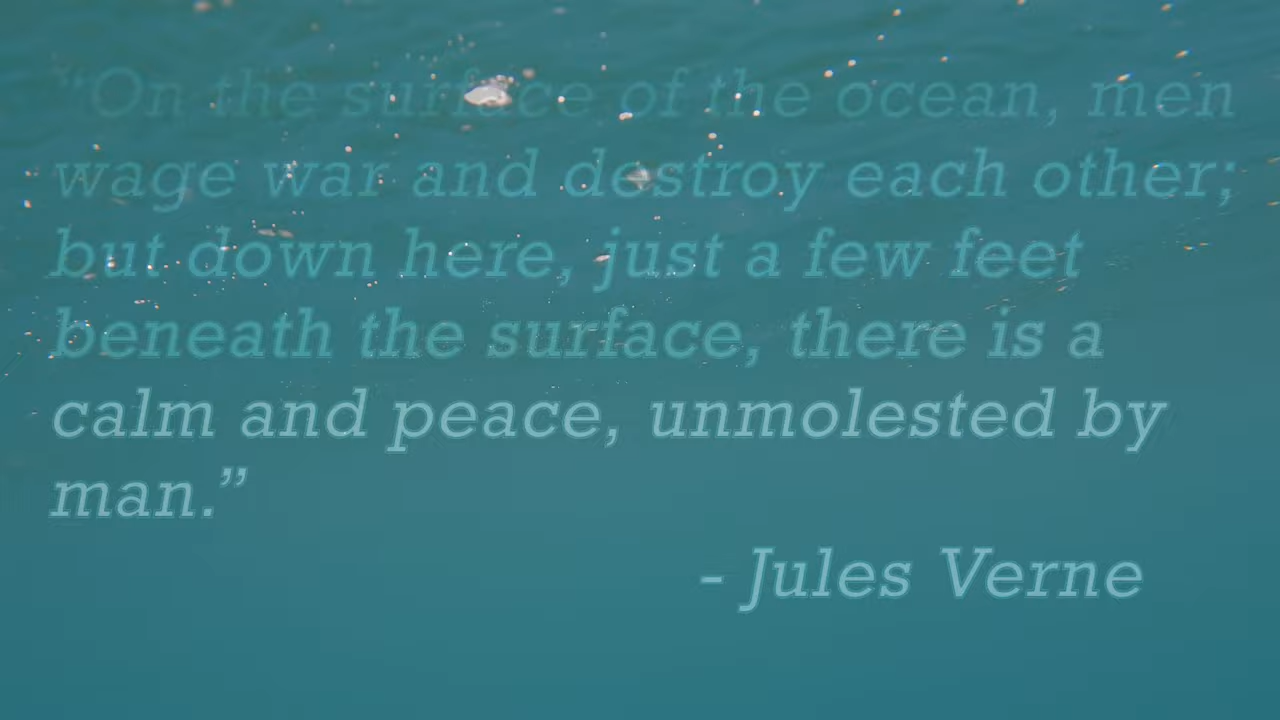 “On the surface of the ocean, men
wage war and destroy each other;
but down here, just a few feet
beneath the surface, there is a
calm and peace, unmolested by
man.”
- Jules Verne